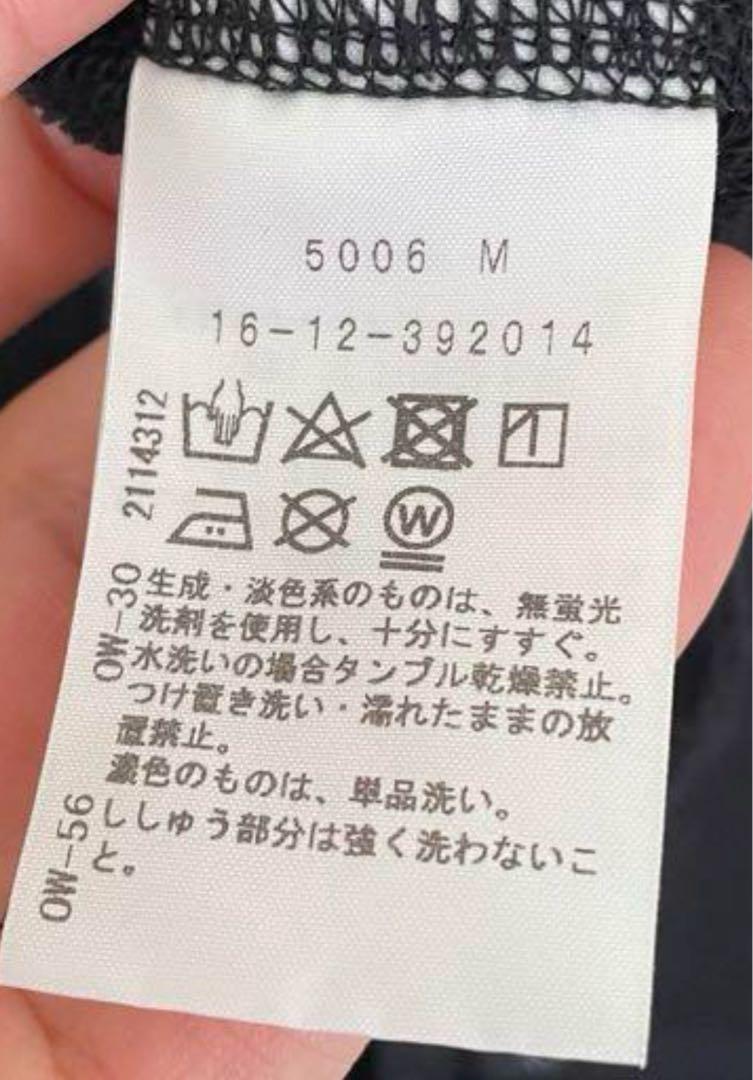 5006 M
16-12-392014
2114312
W
OW-30
生成・淡色系のものは、無蛍光
洗剤を使用し、十分にすすぐ。
水洗いの場合タンブル乾燥禁止。
つけ置き洗い・濡れたままの放
置禁止。
濃色のものは、単品洗い。
OW-56
ししゅう部分は強く洗わないこ
と。